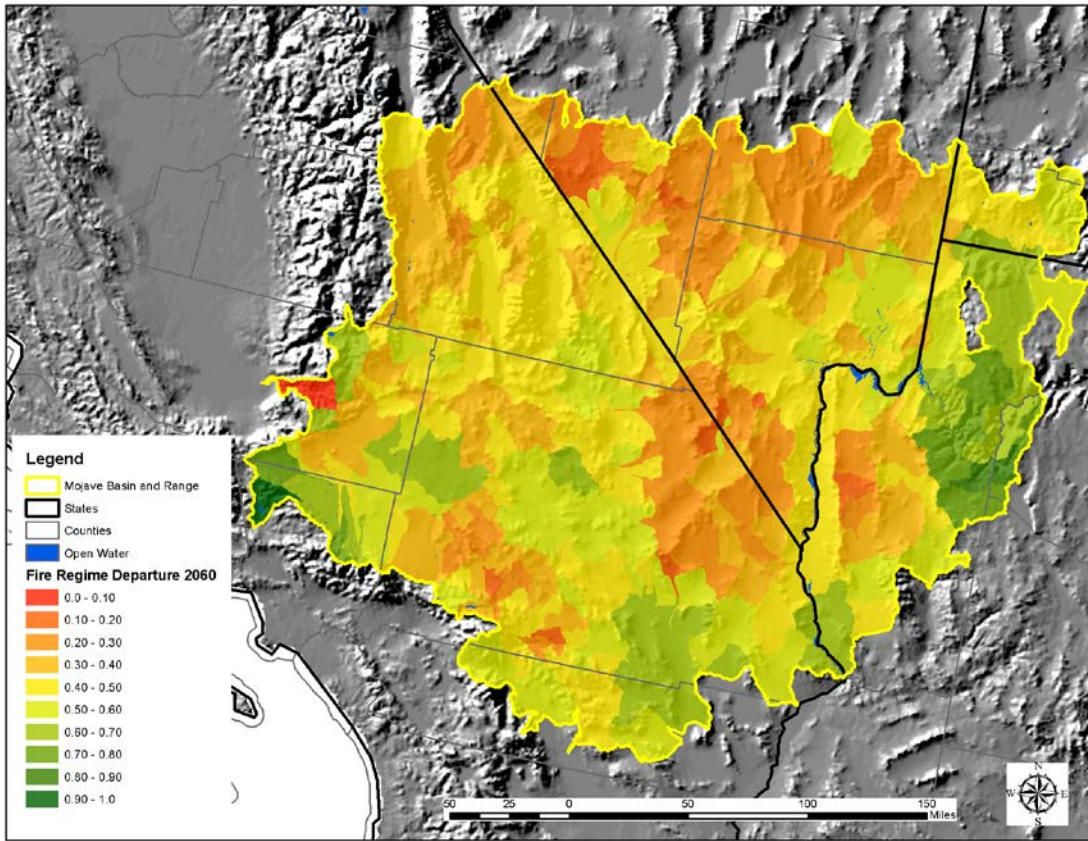 Legend
Mojave Basin and Range
States
Counties
Open Water
Fire Regime Departure 2060
0.0 - 0.10
0.10 - 0.20
0.20 - 0.30
0.30 - 0.40
0.40 - 0.50
0.50 - 0.60
0.60 - 0.70
0.70 - 0.80
0.80 - 0.90
0.90 - 1.0
50 25 0 50 100 150
Miles
N
W E
S